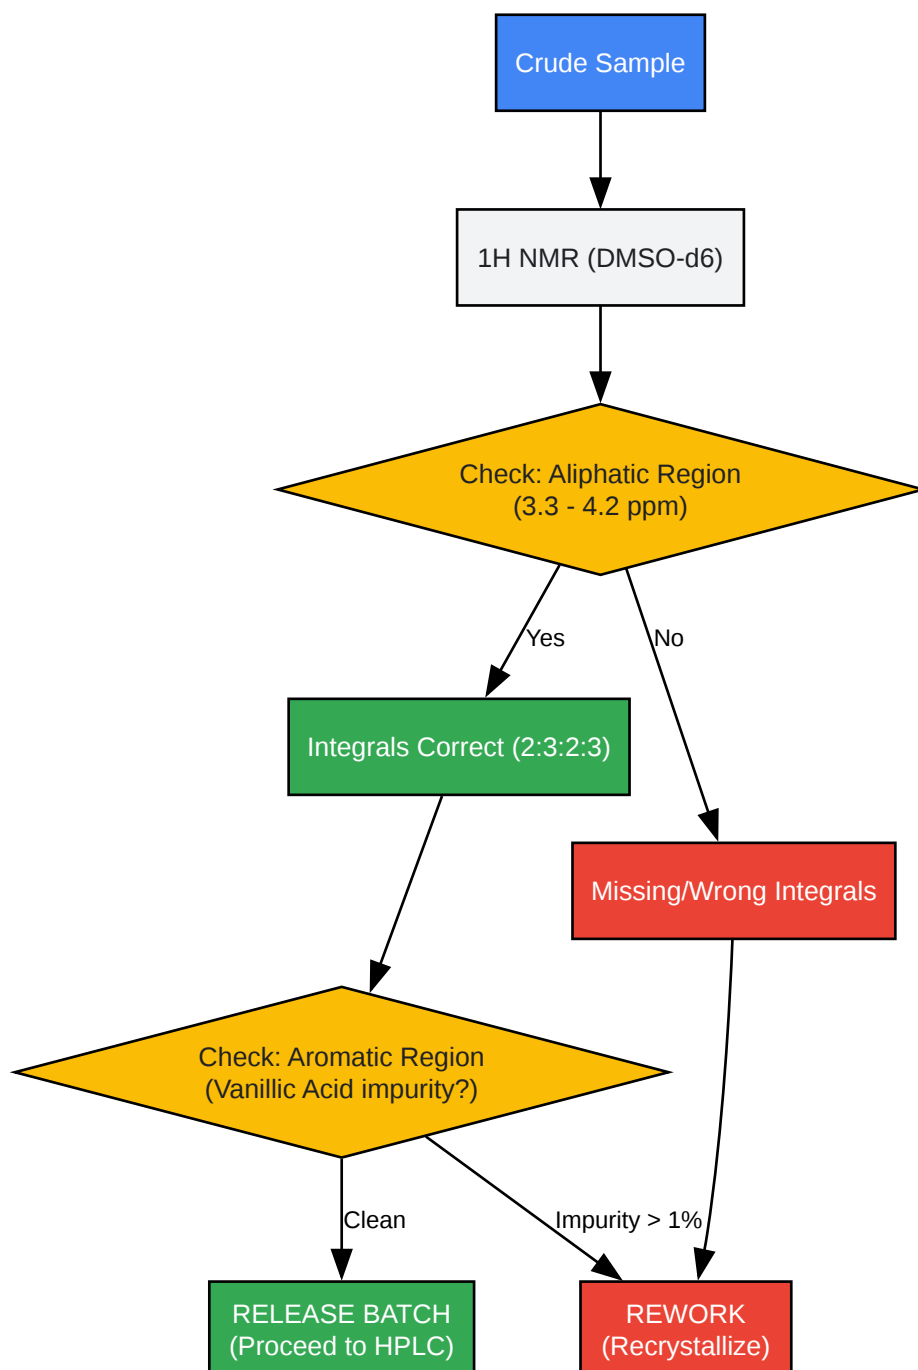 Crude Sample
1H NMR (DMSO-d6)
Check: Aliphatic Region
(3.3 - 4.2 ppm)
Yes
No
Integrals Correct (2:3:2:3)
Missing/Wrong Integrals
Check: Aromatic Region
(Vanillic Acid impurity?)
Clean
Impurity > 1%
RELEASE BATCH
(Proceed to HPLC)
REWORK
(Recrystallize)